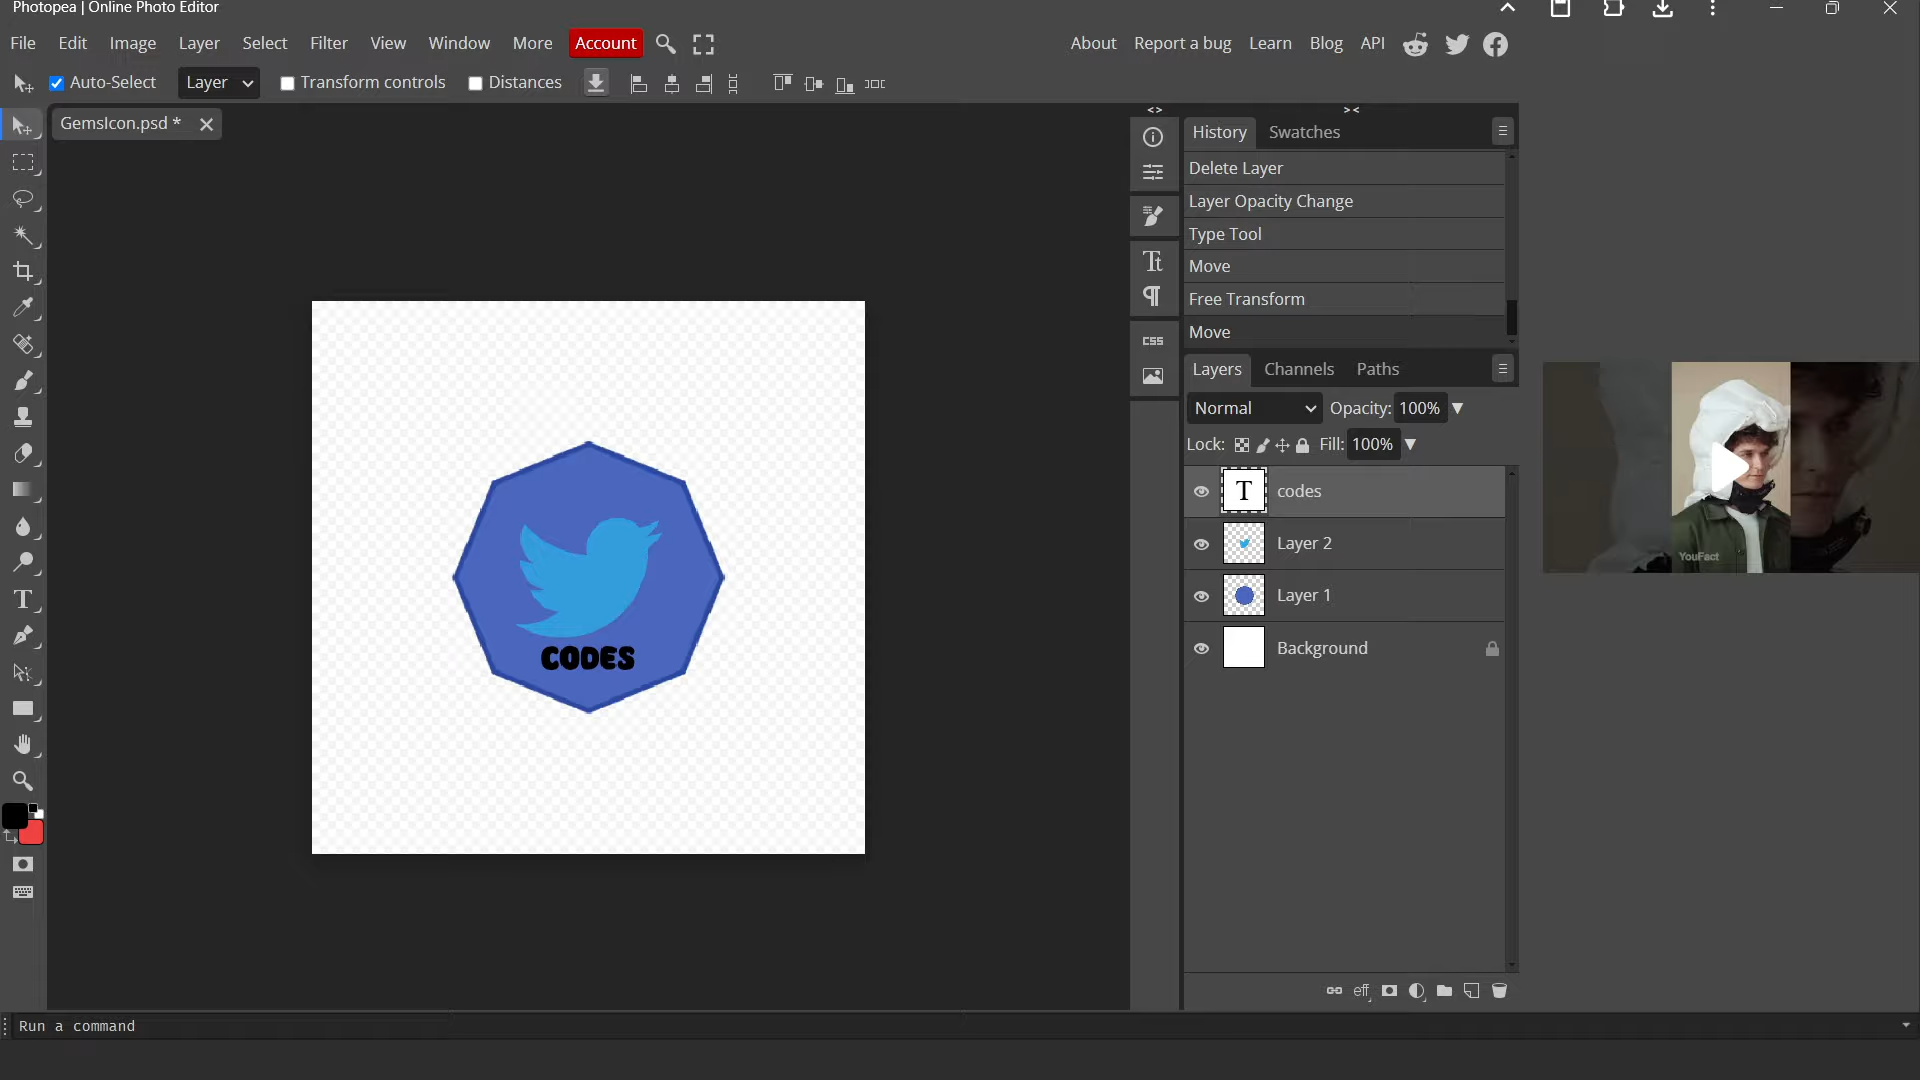 Photopea | Online Photo Editor
File Edit Image Layer Select Filter View Window More Account About Report a bug Learn Blog API
Auto-Select Layer Transform controls Distances
GemsIcon.psd *
History Swatches
Delete Layer
Layer Opacity Change
Type Tool
Move
Free Transform
Move
CSS
Layers Channels Paths
Normal Opacity: 100%
Lock: Fill: 100%
codes
Layer 2
Layer 1
Background
CODES
YouFact
eff
Run a command